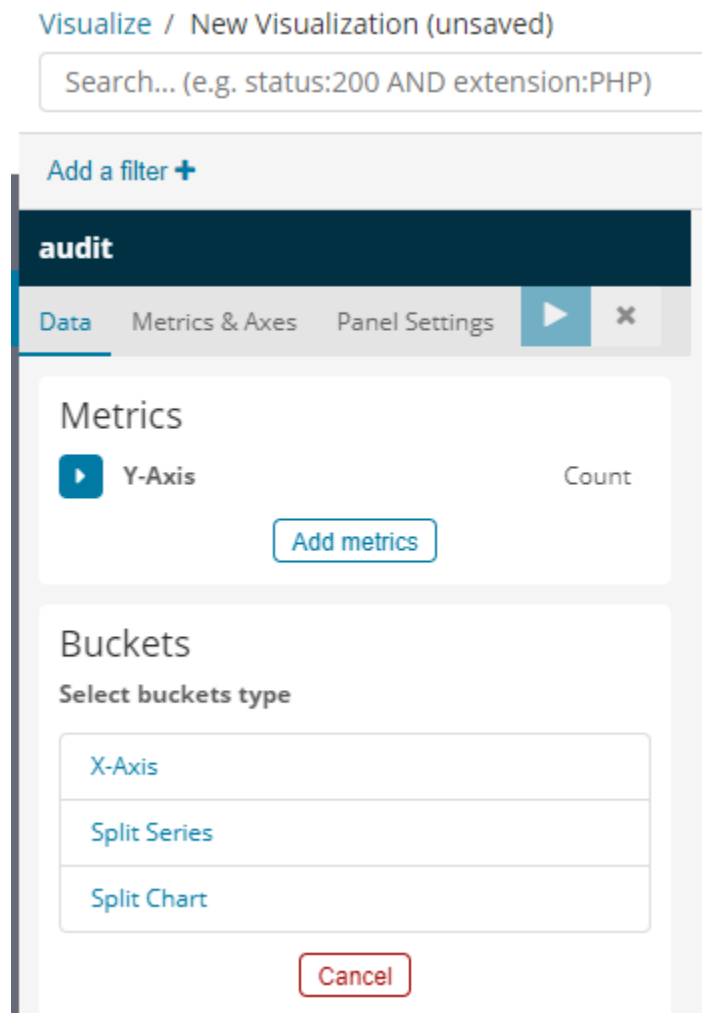 Visualize / New Visualization (unsaved)
Search... (e.g. status:200 AND extension:PHP)
Add a filter +
audit
Data Metrics & Axes Panel Settings
Metrics
Y-Axis Count
Add metrics
Buckets
Select buckets type
X-Axis
Split Series
Split Chart
Cancel